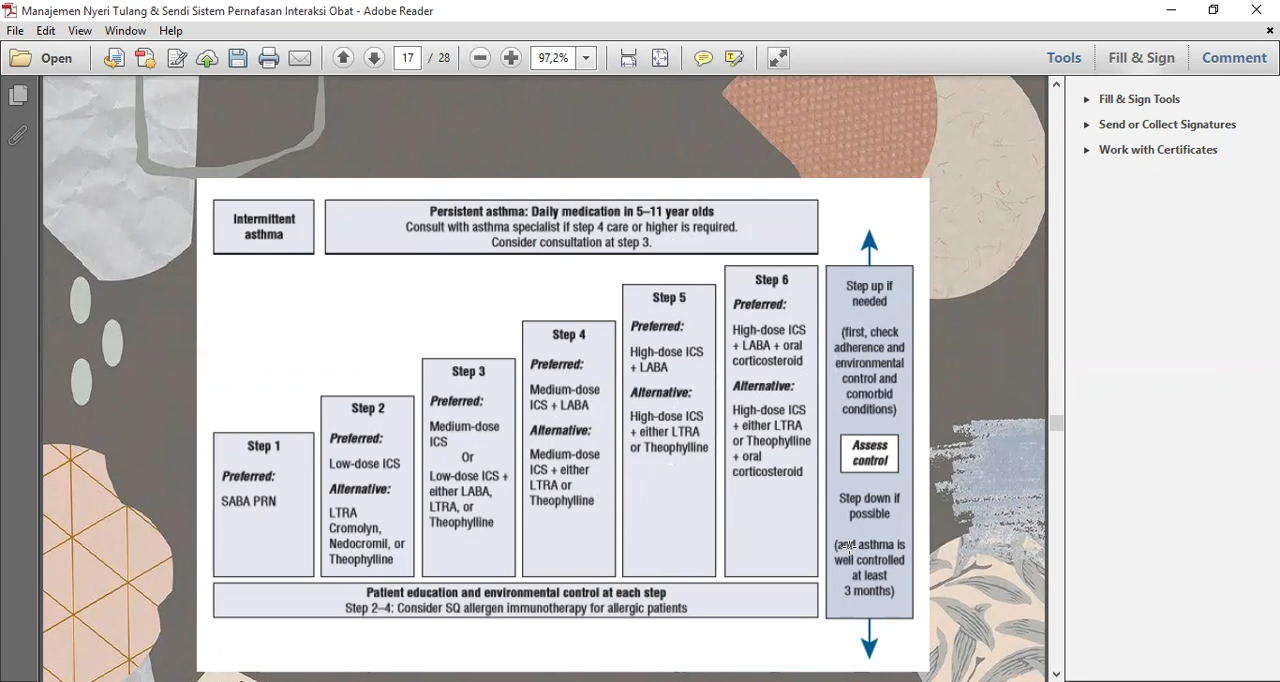 Manajemen Nyeri Tulang & Sendi Sistem Pernafasan Interaksi Obat - Adobe Reader
File Edit View Window Help
Open
17 / 28
97,2%
Tools Fill & Sign Comment
Fill & Sign Tools
Send or Collect Signatures
Work with Certificates
Intermittent
asthma
Persistent asthma: Daily medication in 5–11 year olds
Consult with asthma specialist if step 4 care or higher is required.
Consider consultation at step 3.
Step 1
Preferred:
SABA PRN
Step 2
Preferred:
Low-dose ICS
Alternative:
LTRA
Cromolyn,
Nedocromil, or
Theophylline
Step 3
Preferred:
Medium-dose
ICS
Or
Low-dose ICS +
either LABA,
LTRA, or
Theophylline
Step 4
Preferred:
Medium-dose
ICS + LABA
Alternative:
Medium-dose
ICS + either
LTRA or
Theophylline
Step 5
Preferred:
High-dose ICS
+ LABA
Alternative:
High-dose ICS
+ either LTRA
or Theophylline
Step 6
Preferred:
High-dose ICS
+ LABA + oral
corticosteroid
Alternative:
High-dose ICS
+ either LTRA
or Theophylline
+ oral
corticosteroid
Step up if
needed
(first, check
adherence and
environmental
control and
comorbid
conditions)
Assess
control
Step down if
possible
(and asthma is
well controlled
at least
3 months)
Patient education and environmental control at each step
Step 2–4: Consider SQ allergen immunotherapy for allergic patients